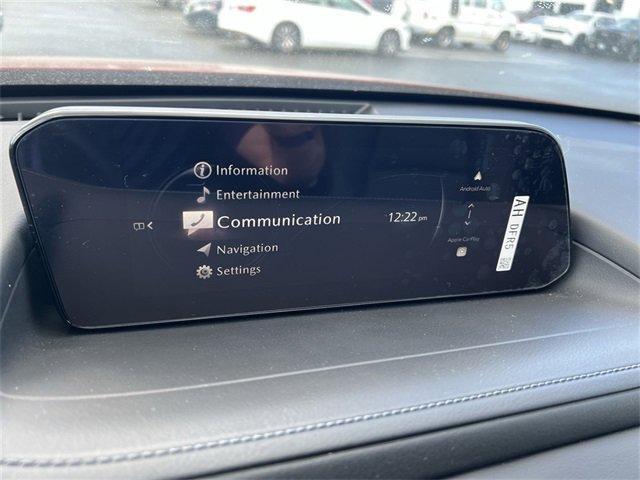 Information
Entertainment
Communication
12:22 pm
Navigation
Settings
Android Auto
Apple CarPlay
AH DFR5